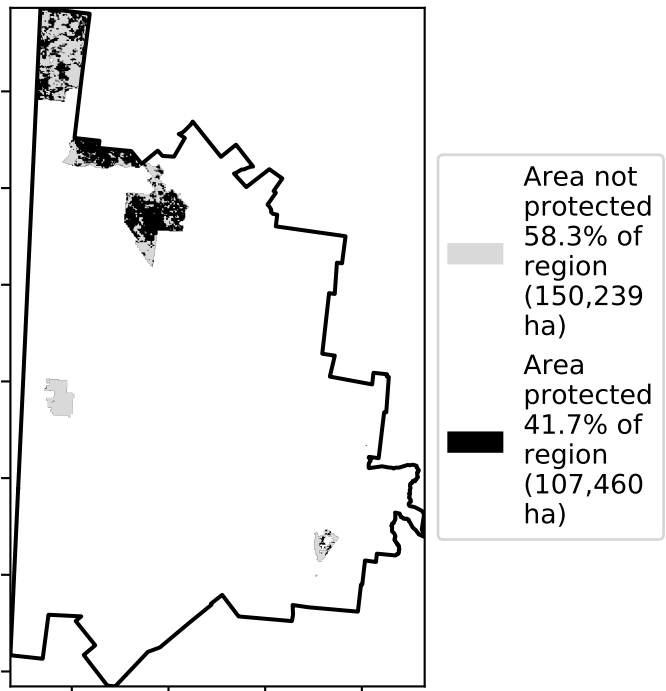 Area not
protected
58.3% of
region
(150,239
ha)
Area
protected
41.7% of
region
(107,460
ha)